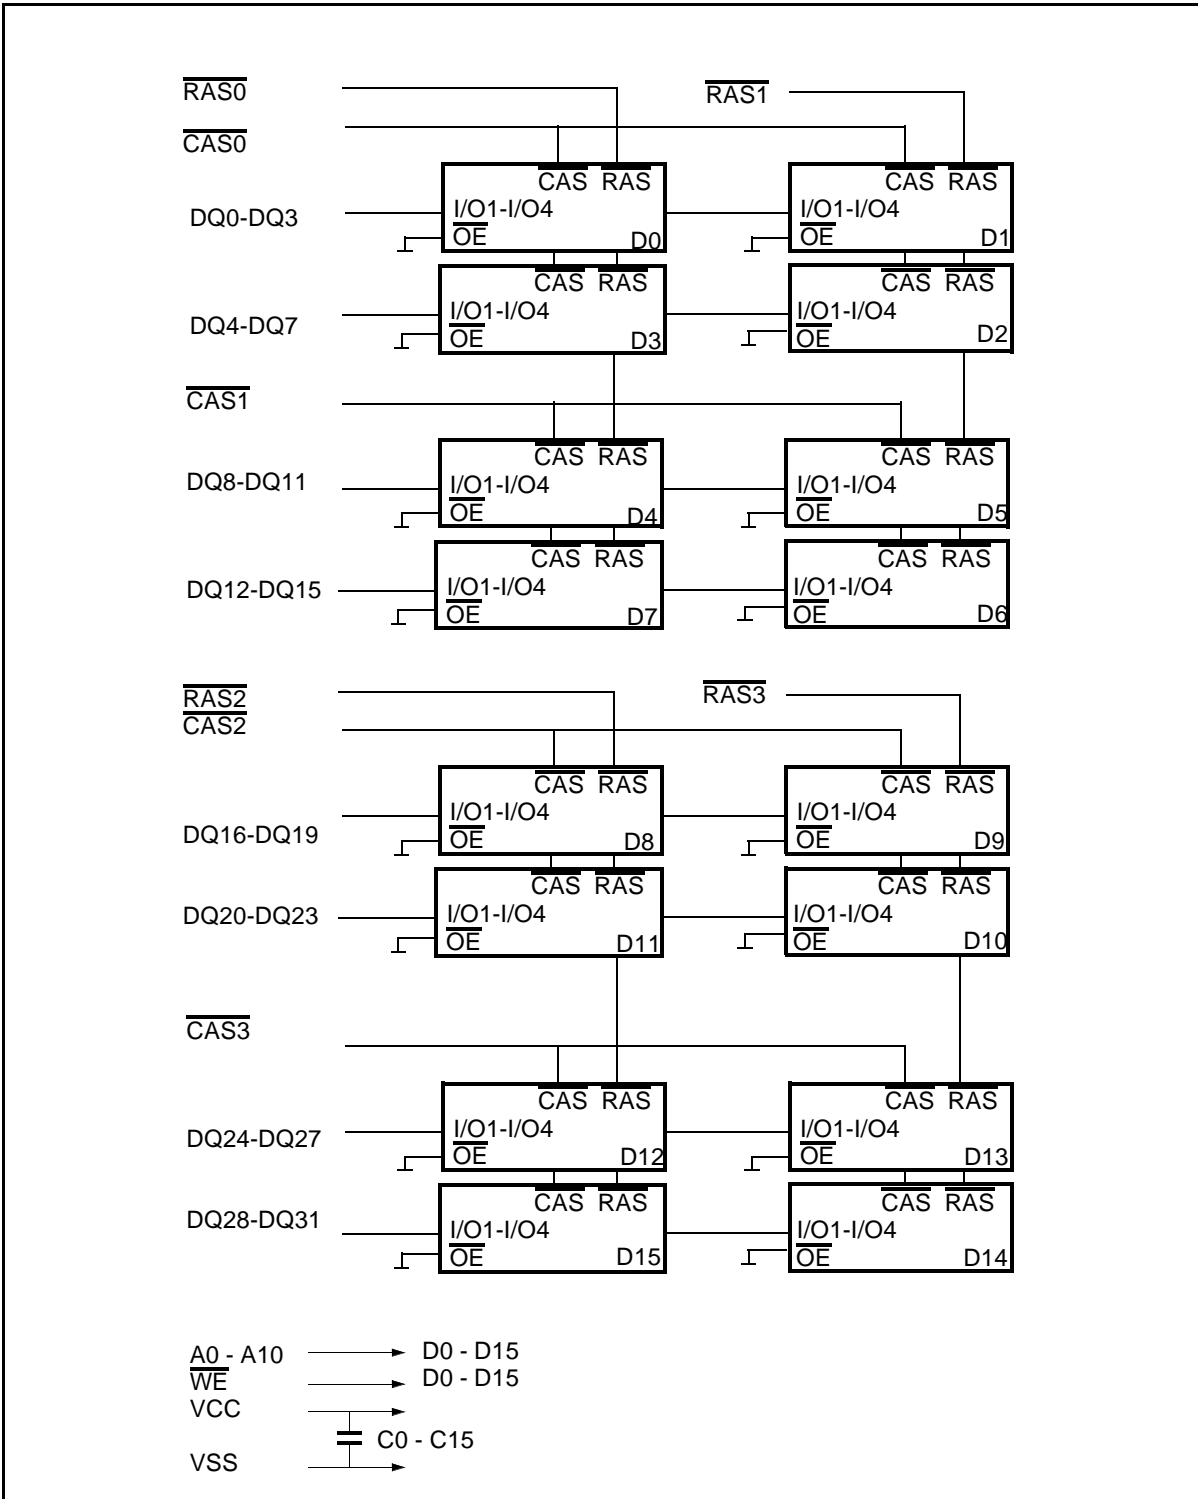 RAS0 RAS1
CAS0
CAS RAS CAS RAS
DQ0-DQ3 I/O1-I/O4 I/O1-I/O4
OE D0 OE D1
CAS RAS CAS RAS
DQ4-DQ7 I/O1-I/O4 I/O1-I/O4
OE D3 OE D2
CAS1
CAS RAS CAS RAS
DQ8-DQ11 I/O1-I/O4 I/O1-I/O4
OE D4 OE D5
CAS RAS CAS RAS
DQ12-DQ15 I/O1-I/O4 I/O1-I/O4
OE D7 OE D6
RAS2 RAS3
CAS2
CAS RAS CAS RAS
DQ16-DQ19 I/O1-I/O4 I/O1-I/O4
OE D8 OE D9
CAS RAS CAS RAS
DQ20-DQ23 I/O1-I/O4 I/O1-I/O4
OE D11 OE D10
CAS3
CAS RAS CAS RAS
DQ24-DQ27 I/O1-I/O4 I/O1-I/O4
OE D12 OE D13
CAS RAS CAS RAS
DQ28-DQ31 I/O1-I/O4 I/O1-I/O4
OE D15 OE D14
A0 - A10 D0 - D15
WE D0 - D15
VCC
C0 - C15
VSS